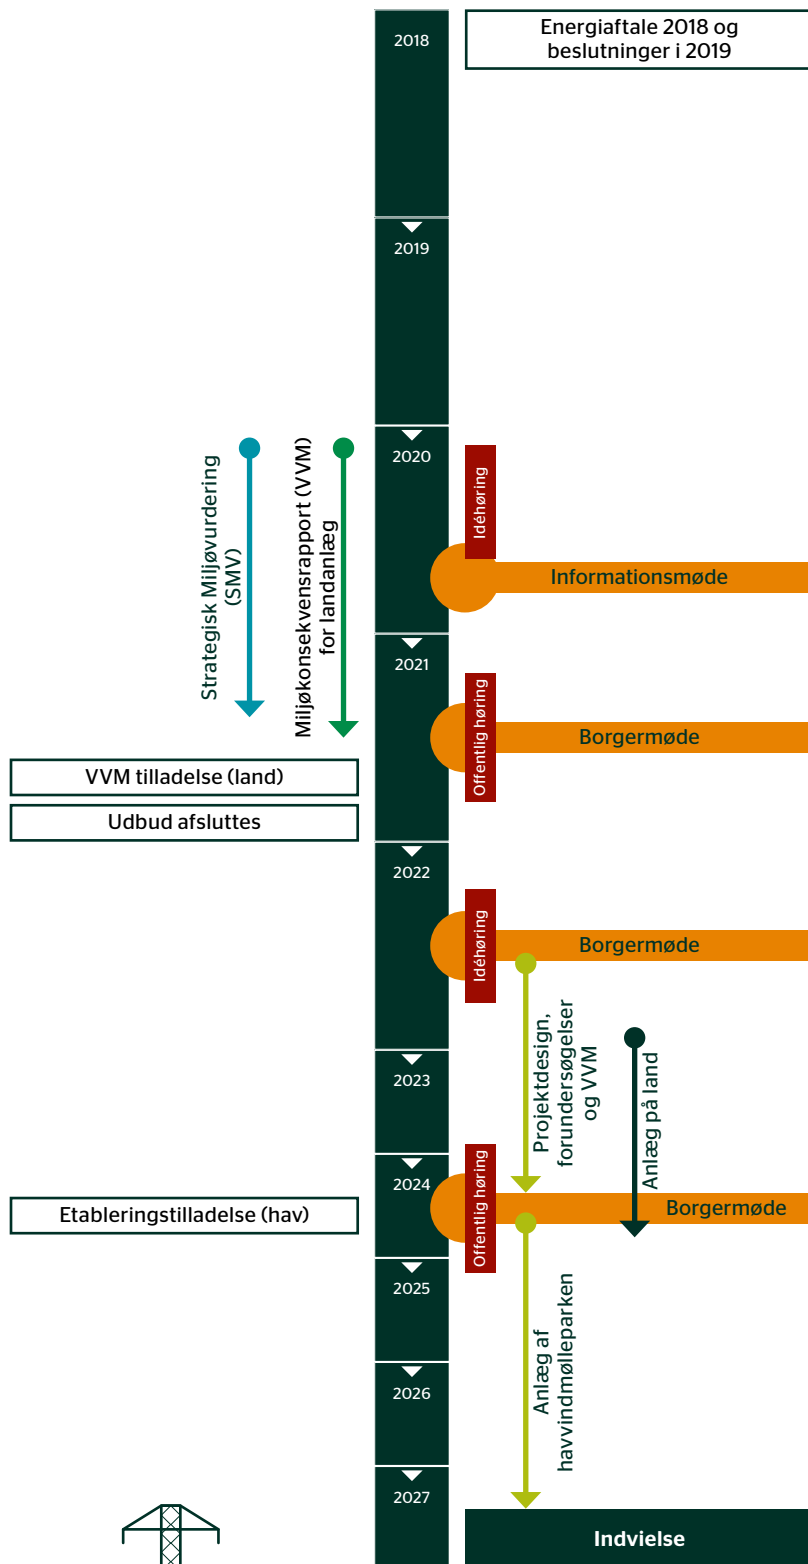 2018
Energiaftale 2018 og
beslutninger i 2019
2019
2020
Strategisk Miljøvurdering
(SMV)
Miljøkonsekvensrapport (VVM)
for landanlæg
Idéhøring
Informationsmøde
2021
Offentlig høring
Borgermøde
VVM tilladelse (land)
Udbud afsluttes
2022
Idéhøring
Borgermøde
Projektdesign,
forundersøgelser
og VVM
Anlæg på land
2023
2024
Offentlig høring
Borgermøde
Etableringstilladelse (hav)
2025
Anlæg af
havvindmølleparken
2026
2027
Indvielse